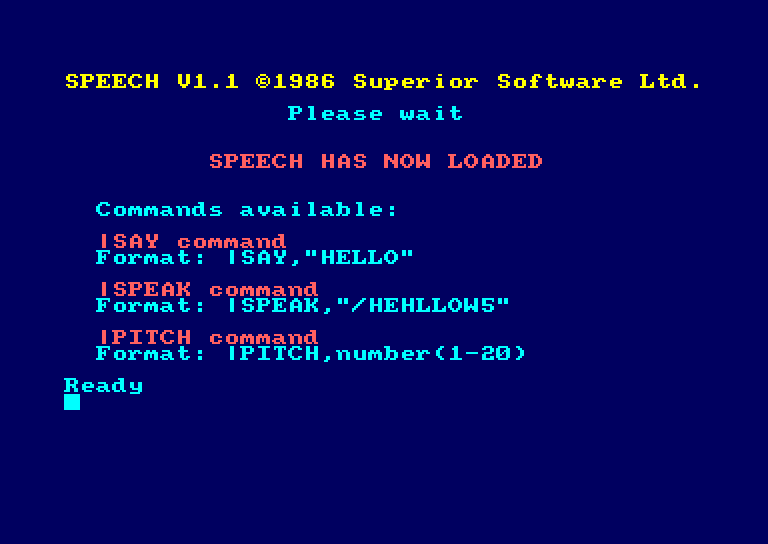 SPEECH V1.1 ©1986 Superior Software Ltd.
Please wait
SPEECH HAS NOW LOADED
Commands available:
|SAY command
Format: |SAY,"HELLO"
|SPEAK command
Format: |SPEAK,"/HEHLLOW5"
|PITCH command
Format: |PITCH,number(1-20)
Ready